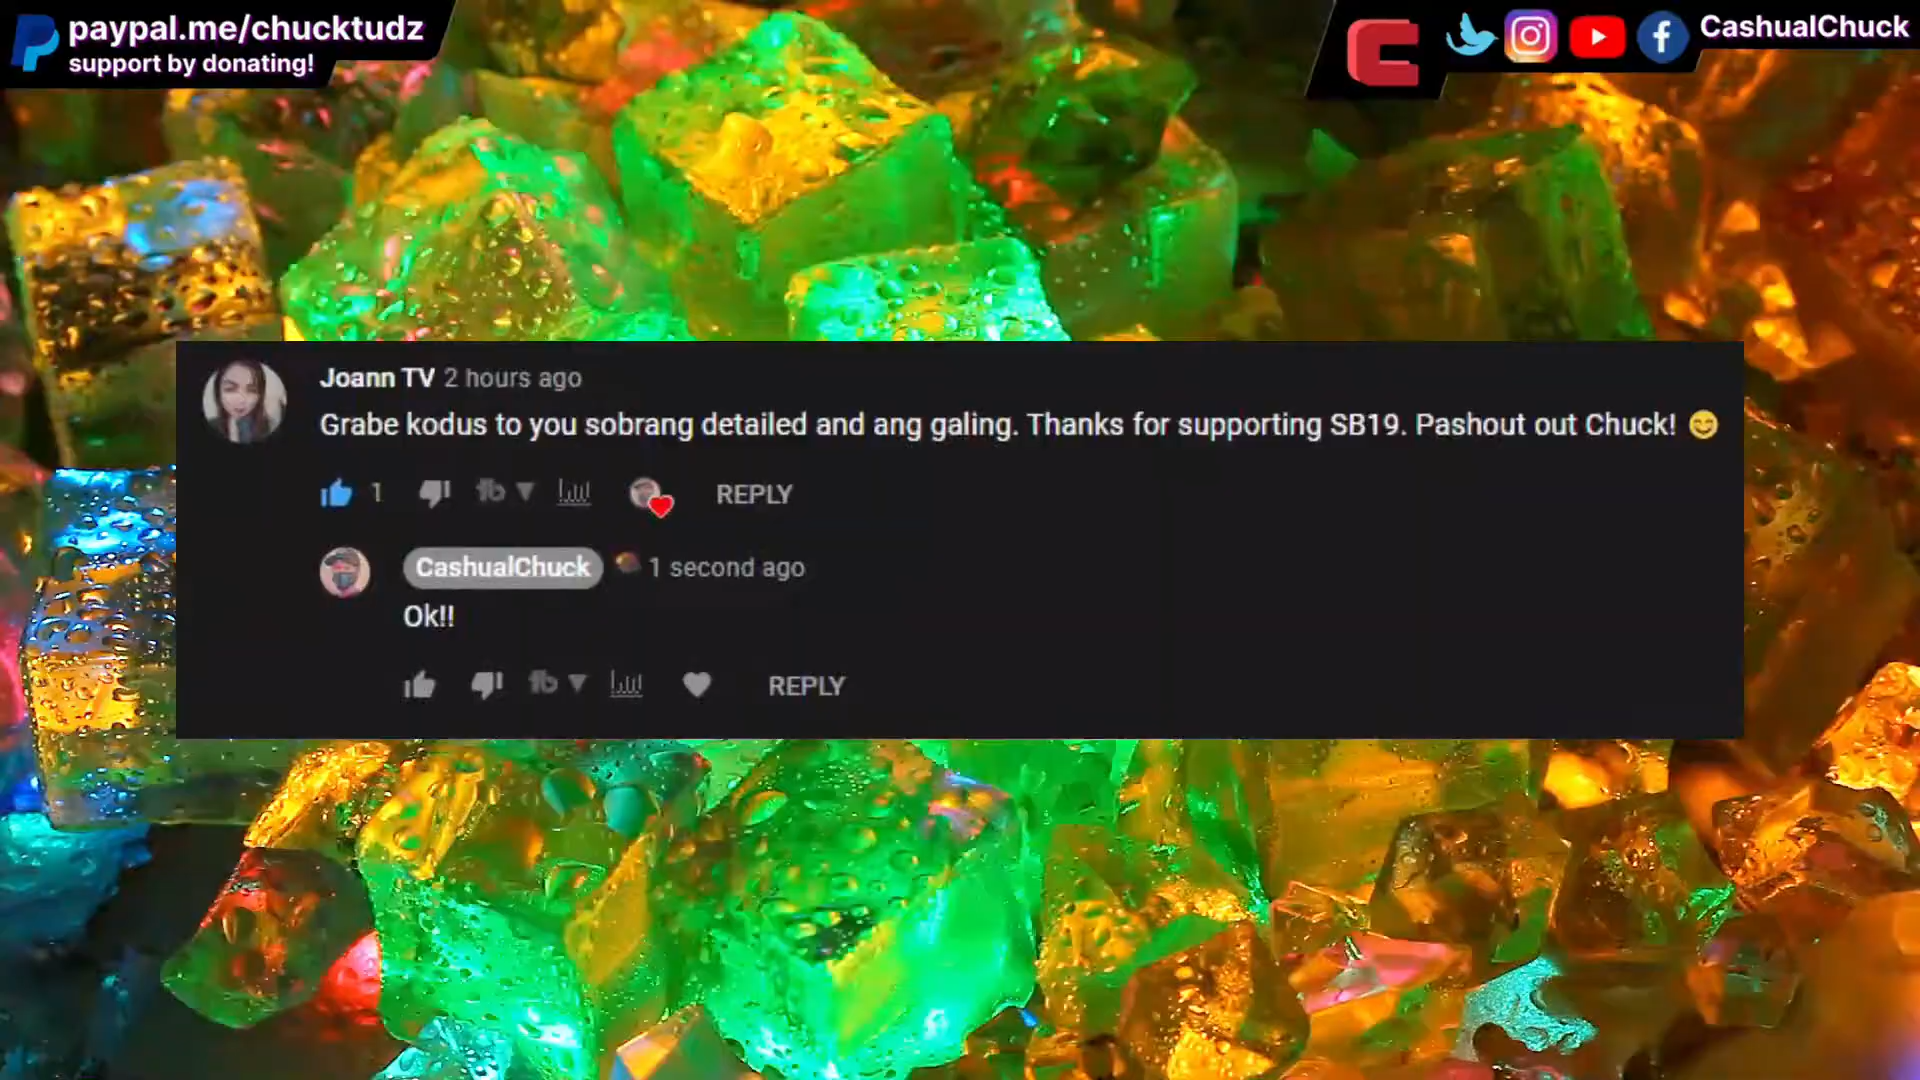 paypal.me/chucktudz
support by donating!
CashualChuck
Joann TV 2 hours ago
Grabe kodus to you sobrang detailed and ang galing. Thanks for supporting SB19. Pashout out Chuck! 😊
1 REPLY
CashualChuck 1 second ago
Ok!!
REPLY